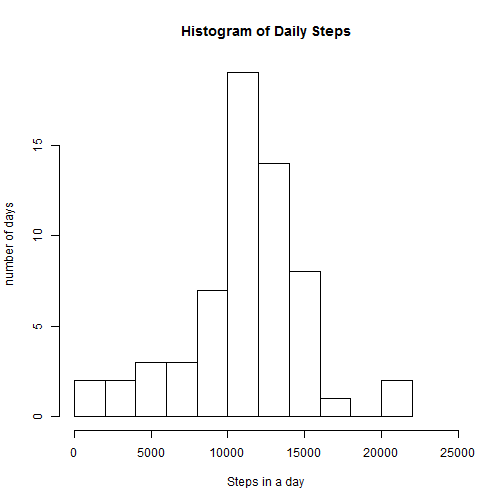 Histogram of Daily Steps
number of days
15
10
5
0
0 5000 10000 15000 20000 25000
Steps in a day